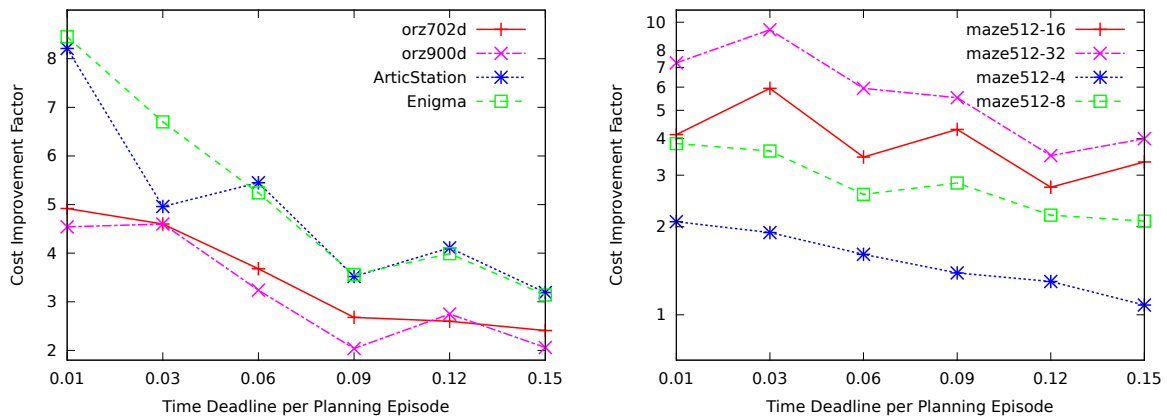 Cost Improvement Factor
8
7
6
5
4
3
2
0.01 0.03 0.06 0.09 0.12 0.15
Time Deadline per Planning Episode
orz702d
orz900d
ArticStation
Enigma
Cost Improvement Factor
10
8
7
6
5
4
3
2
1
0.01 0.03 0.06 0.09 0.12 0.15
Time Deadline per Planning Episode
maze512-16
maze512-32
maze512-4
maze512-8